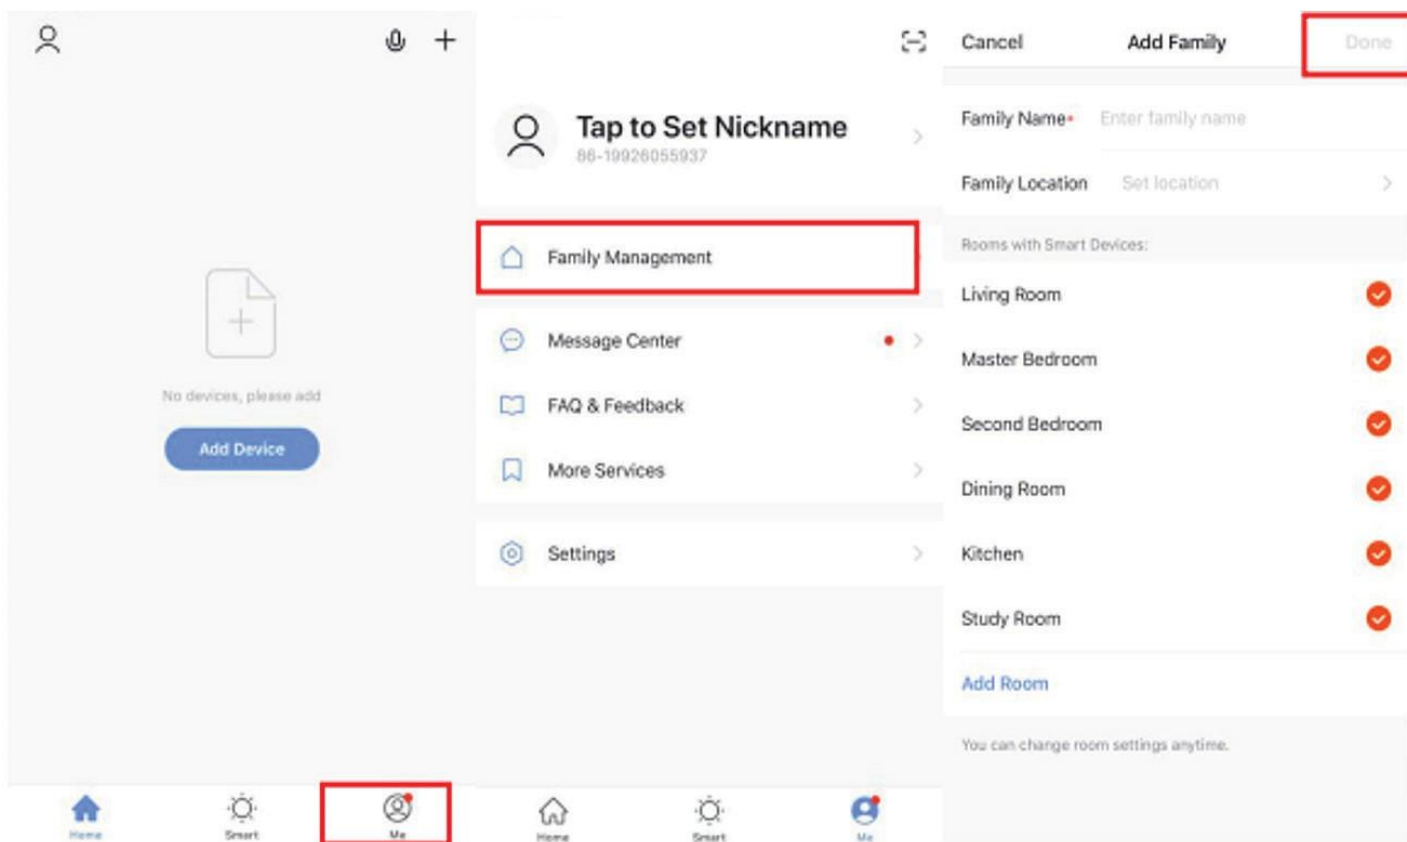 No devices, please add
Add Device
Home
Smart
Me
Tap to Set Nickname
86-19926055937
Family Management
Message Center
FAQ & Feedback
More Services
Settings
Home
Smart
Me
Cancel
Add Family
Done
Family Name•
Enter family name
Family Location
Set location
Rooms with Smart Devices:
Living Room
Master Bedroom
Second Bedroom
Dining Room
Kitchen
Study Room
Add Room
You can change room settings anytime.